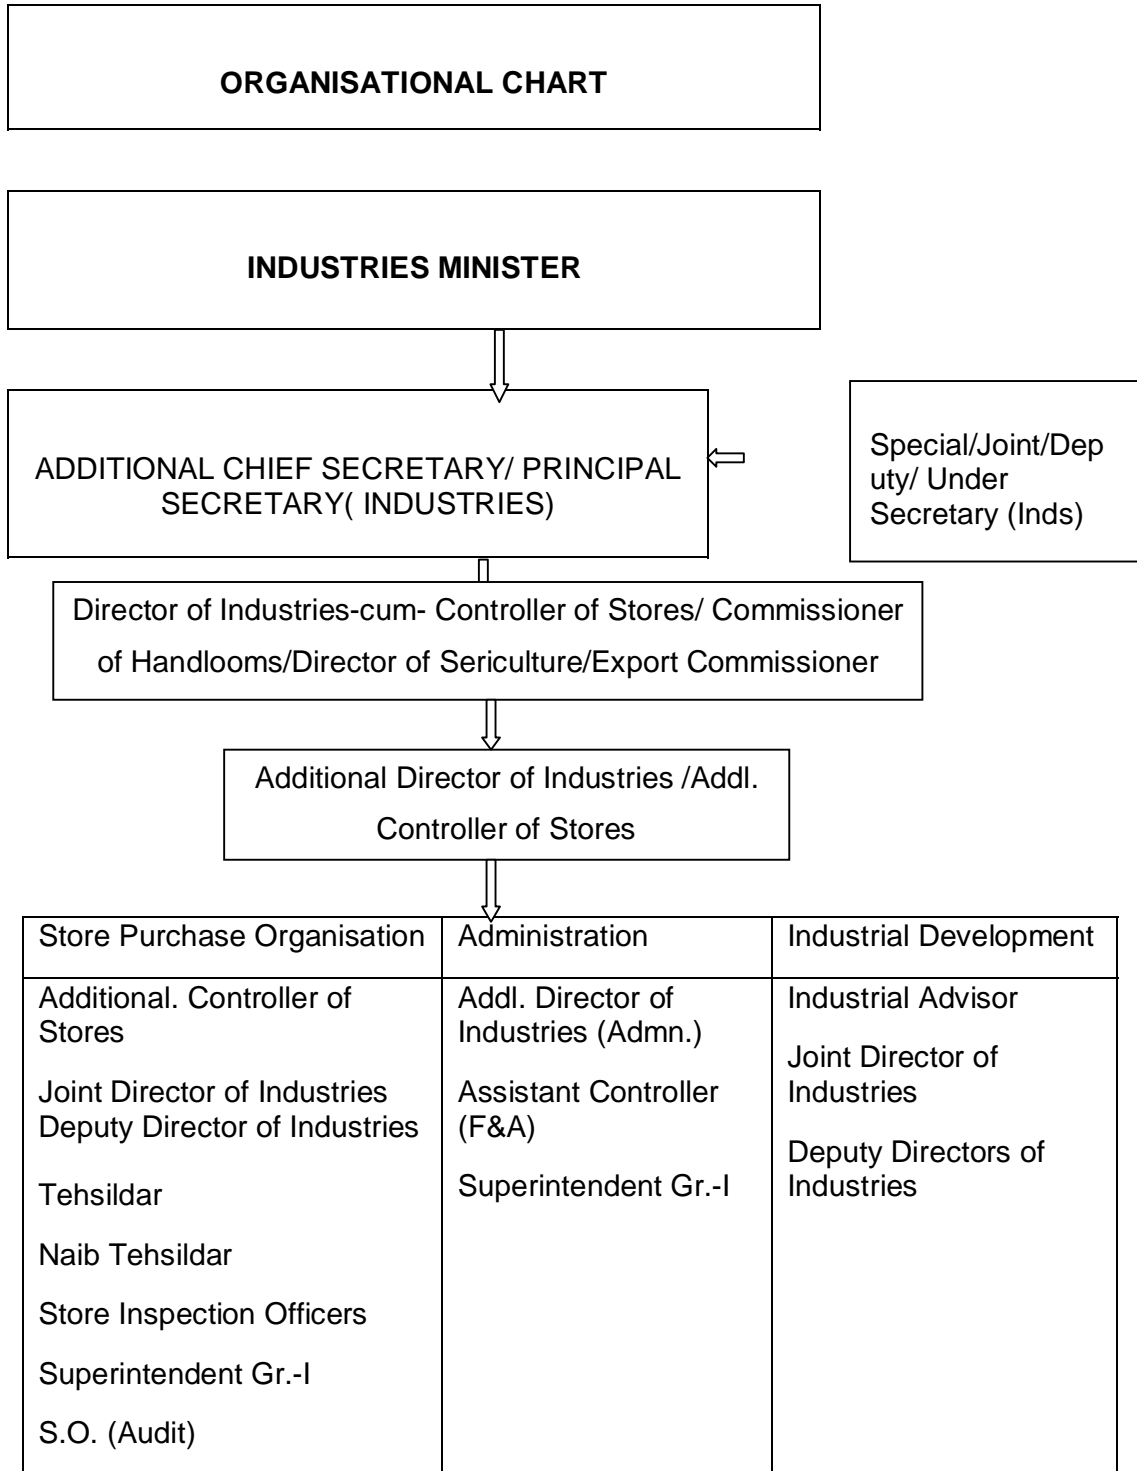 ORGANISATIONAL CHART
INDUSTRIES MINISTER
ADDITIONAL CHIEF SECRETARY/ PRINCIPAL
SECRETARY( INDUSTRIES)
Special/Joint/Dep
uty/ Under
Secretary (Inds)
Director of Industries-cum- Controller of Stores/ Commissioner
of Handlooms/Director of Sericulture/Export Commissioner
Additional Director of Industries /Addl.
Controller of Stores
Store Purchase Organisation
Additional. Controller of
Stores
Joint Director of Industries
Deputy Director of Industries
Tehsildar
Naib Tehsildar
Store Inspection Officers
Superintendent Gr.-I
S.O. (Audit)
Administration
Addl. Director of
Industries (Admn.)
Assistant Controller
(F&A)
Superintendent Gr.-I
Industrial Development
Industrial Advisor
Joint Director of
Industries
Deputy Directors of
Industries